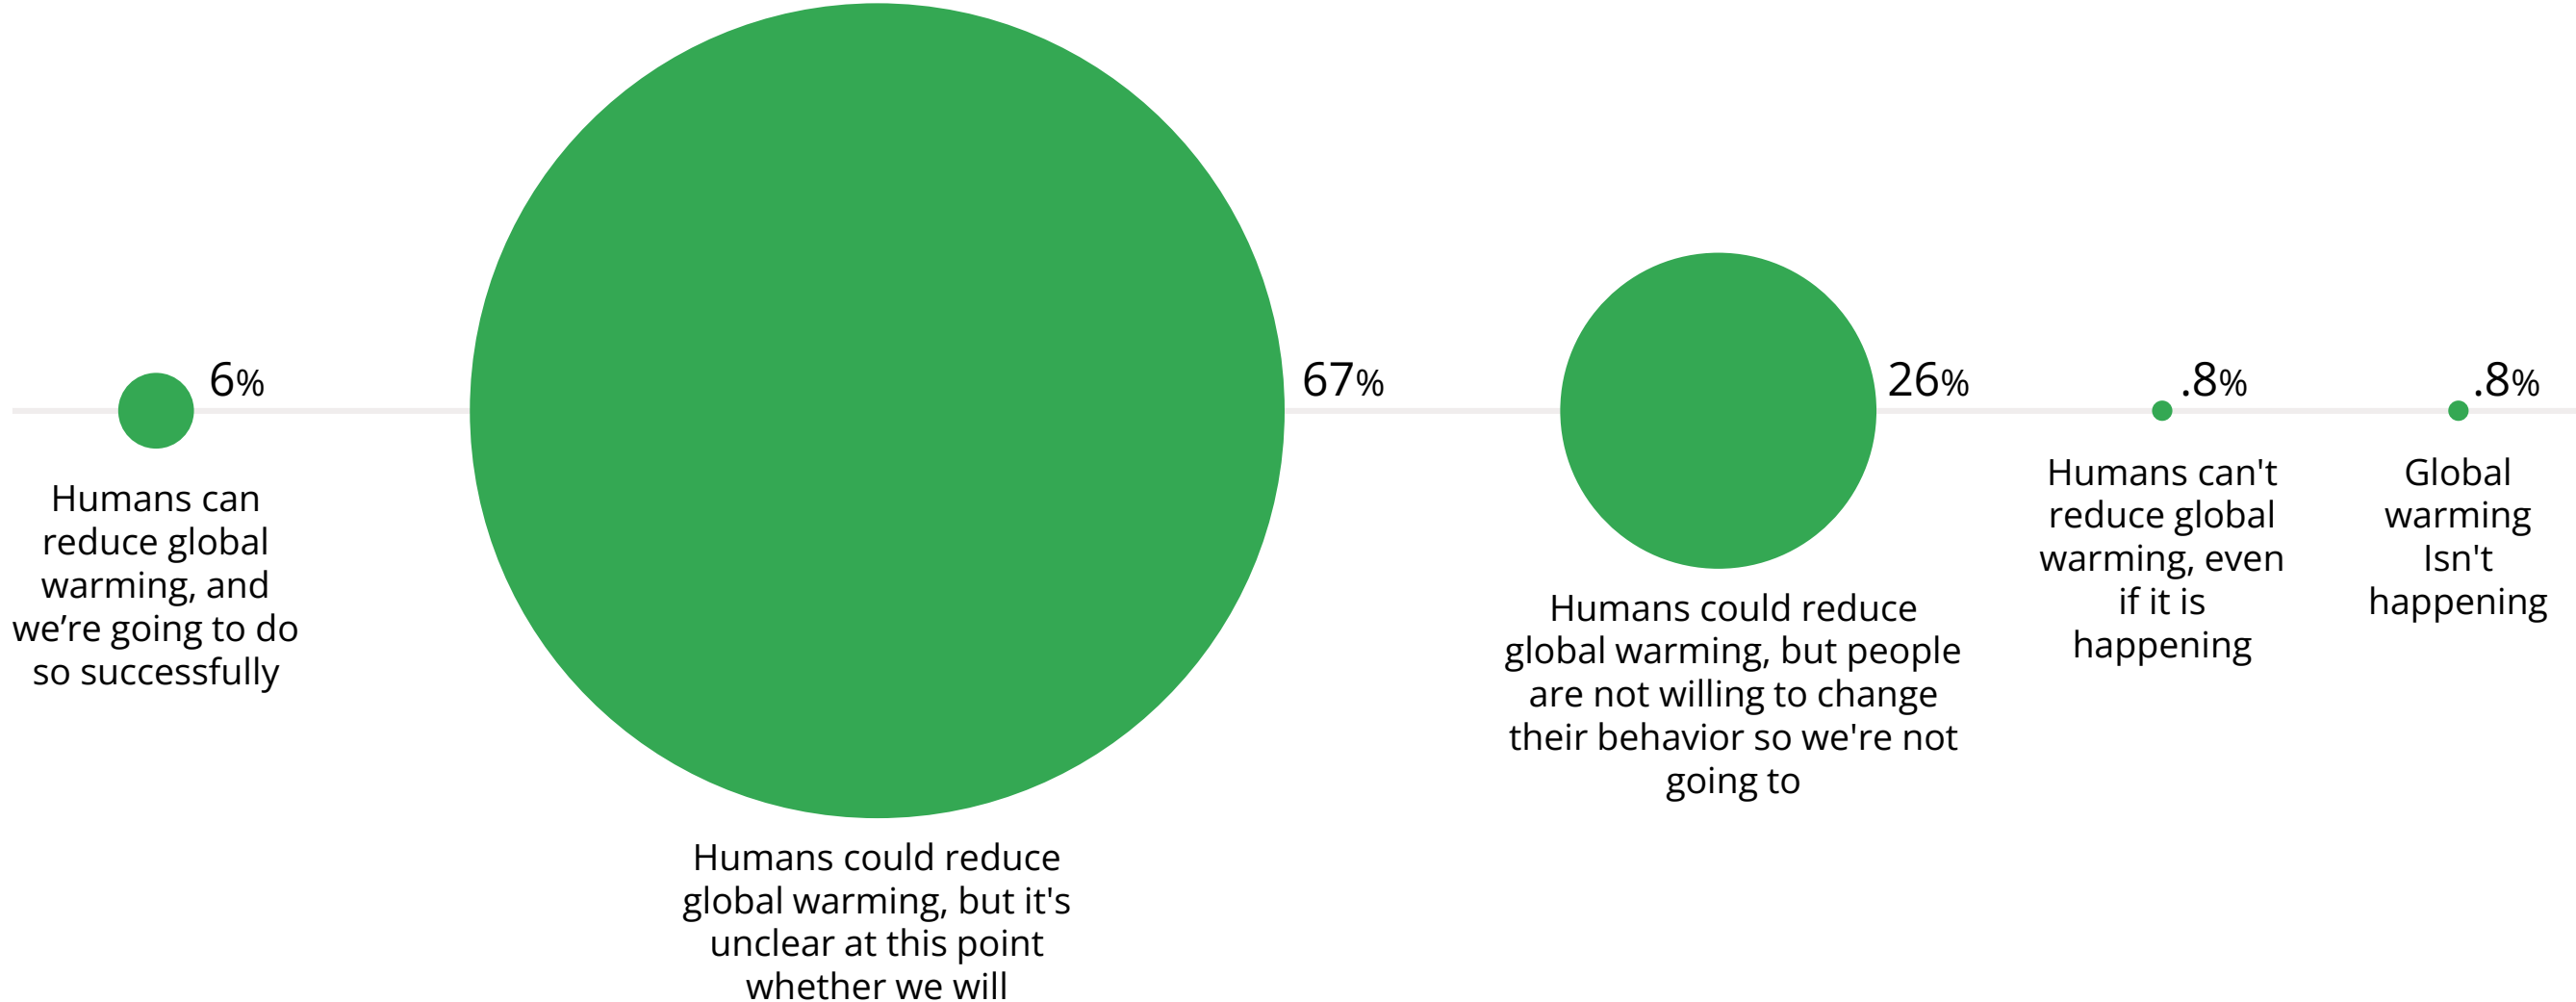 6%
Humans can
reduce global
warming, and
we’re going to do
so successfully
67%
Humans could reduce
global warming, but it's
unclear at this point
whether we will
26%
Humans could reduce
global warming, but people
are not willing to change
their behavior so we're not
going to
.8%
Humans can't
reduce global
warming, even
if it is
happening
.8%
Global
warming
Isn't
happening